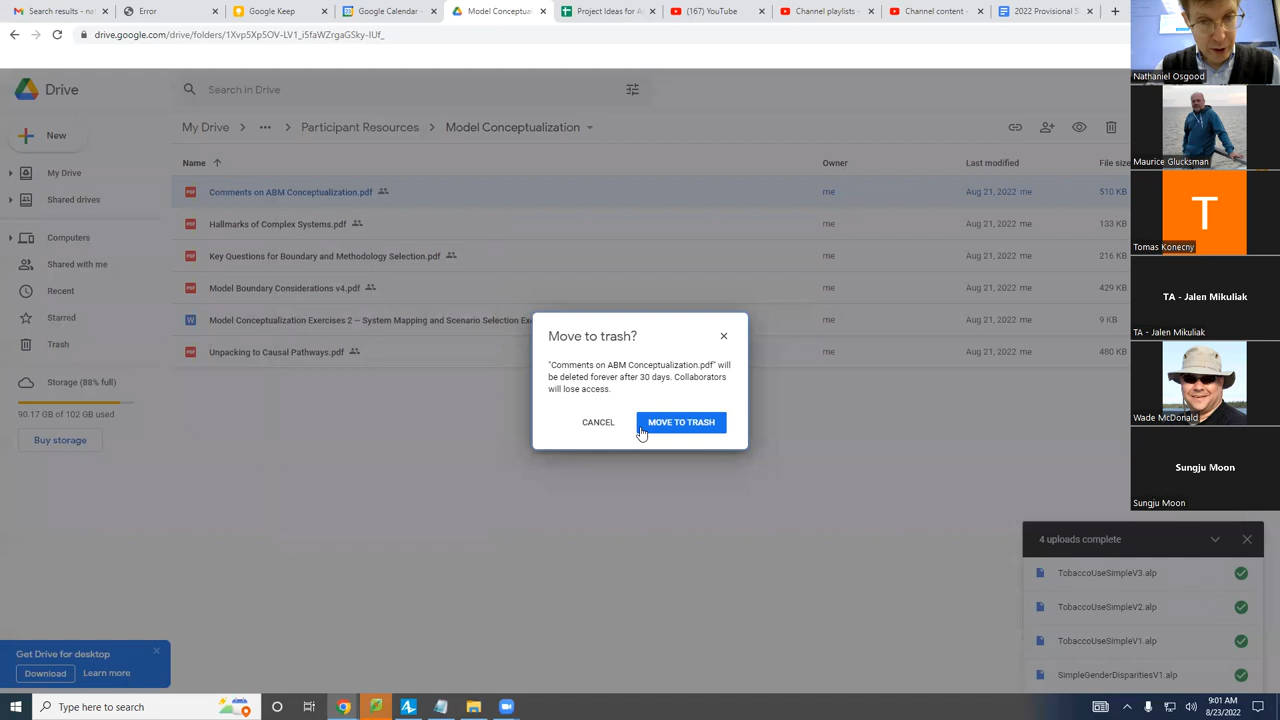 Search results - na
Error
Google Keep
Google Calendar -
Model Conceptual
Project Ideas for A
(167) YouTube
Channel playlists -
Channel content -
2022 Provisional S
drive.google.com/drive/folders/1Xvp5Xp5OV-LV1_i5faWZrgaGSky-IUf_
Nathaniel Osgood
Drive
Search in Drive
New
My Drive
•••
Participant Resources
Model Conceptualization
Name
Owner
Last modified
File size
My Drive
Comments on ABM Conceptualization.pdf
me
Aug 21, 2022 me
510 KB
Maurice Glucksman
Shared drives
Hallmarks of Complex Systems.pdf
me
Aug 21, 2022 me
133 KB
T
Tomas Konecny
Computers
Key Questions for Boundary and Methodology Selection.pdf
me
Aug 21, 2022 me
216 KB
Shared with me
Recent
Model Boundary Considerations v4.pdf
me
Aug 21, 2022 me
429 KB
TA - Jalen Mikuliak
TA - Jalen Mikuliak
Starred
Model Conceptualization Exercises 2 – System Mapping and Scenario Selection Ex
me
Aug 21, 2022 me
9 KB
Trash
Unpacking to Causal Pathways.pdf
me
Aug 21, 2022 me
480 KB
Storage (88% full)
90.17 GB of 102 GB used
Buy storage
Move to trash?
"Comments on ABM Conceptualization.pdf" will
be deleted forever after 30 days. Collaborators
will lose access.
CANCEL
MOVE TO TRASH
Wade McDonald
Sungju Moon
Sungju Moon
4 uploads complete
TobaccoUseSimpleV3.alp
TobaccoUseSimpleV2.alp
TobaccoUseSimpleV1.alp
SimpleGenderDisparitiesV1.alp
Get Drive for desktop
Download
Learn more
Type here to search
9:01 AM
8/23/2022